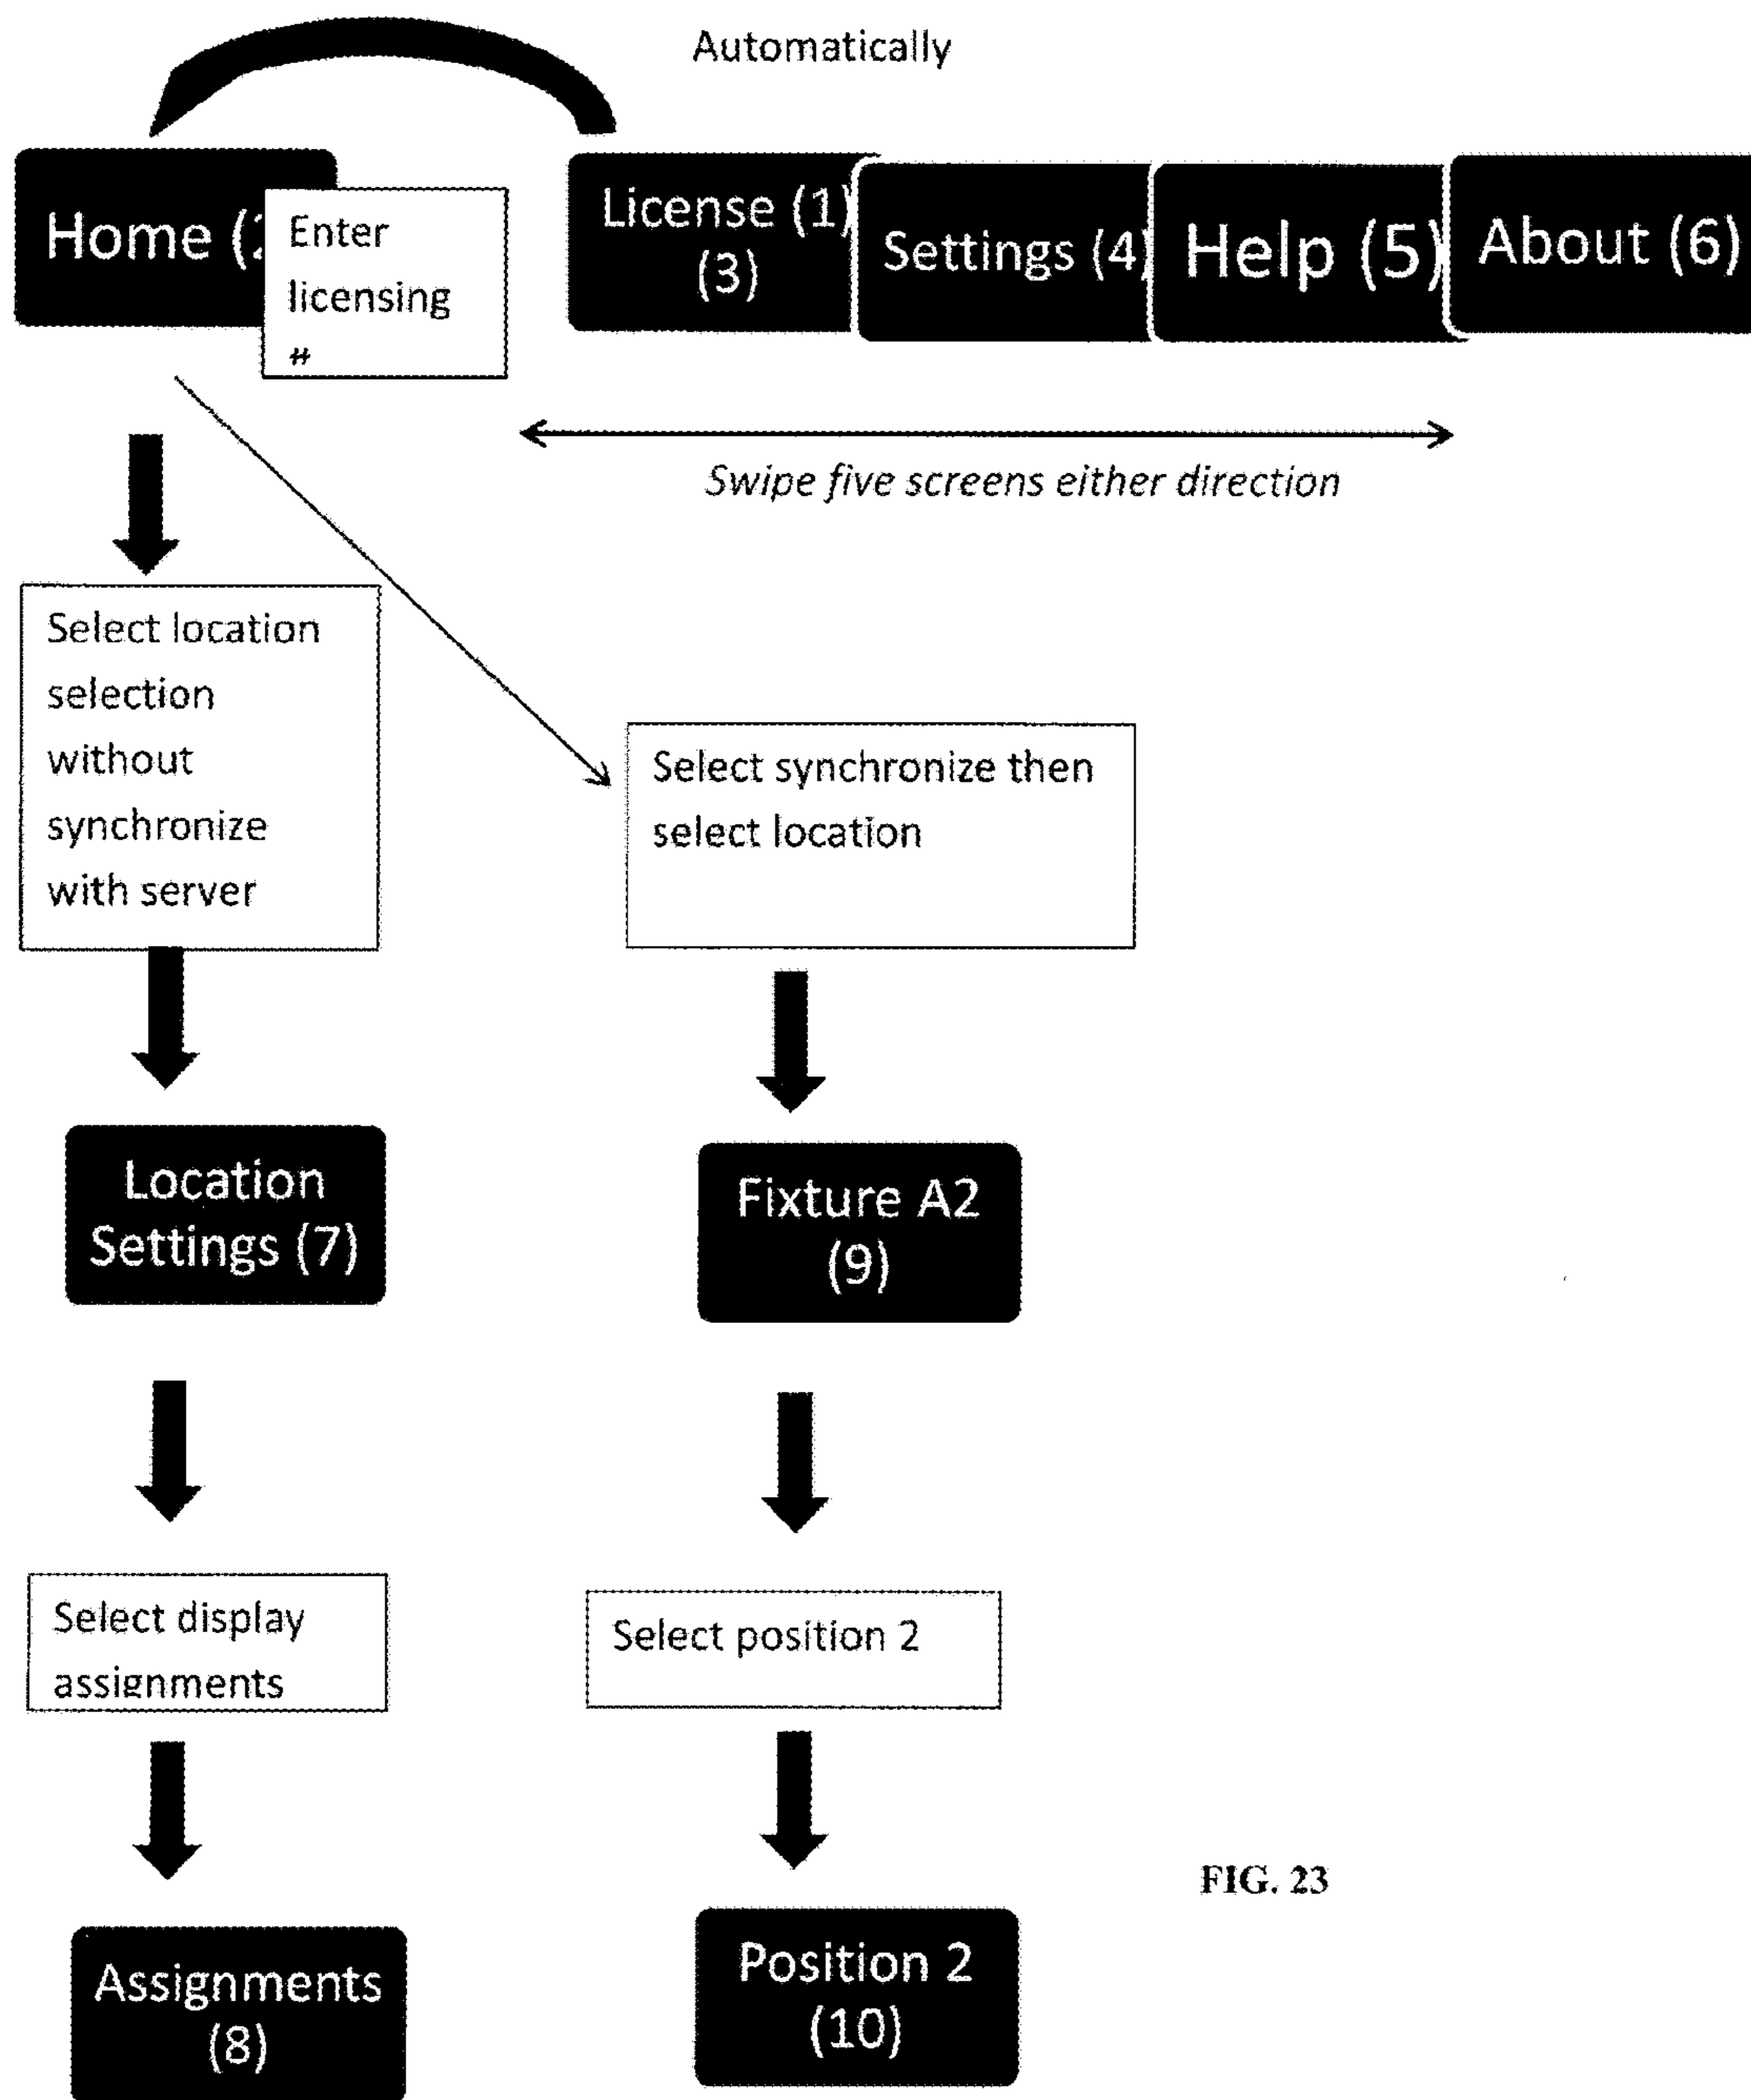 Automatically
Home (2
Enter
licensing
#
License (1)
(3)
Settings (4)
Help (5)
About (6)
Swipe five screens either direction
Select location
selection
without
synchronize
with server
Select synchronize then
select location
Location
Settings (7)
Fixture A2
(9)
Select display
assignments
Select position 2
Assignments
(8)
Position 2
(10)
FIG. 23